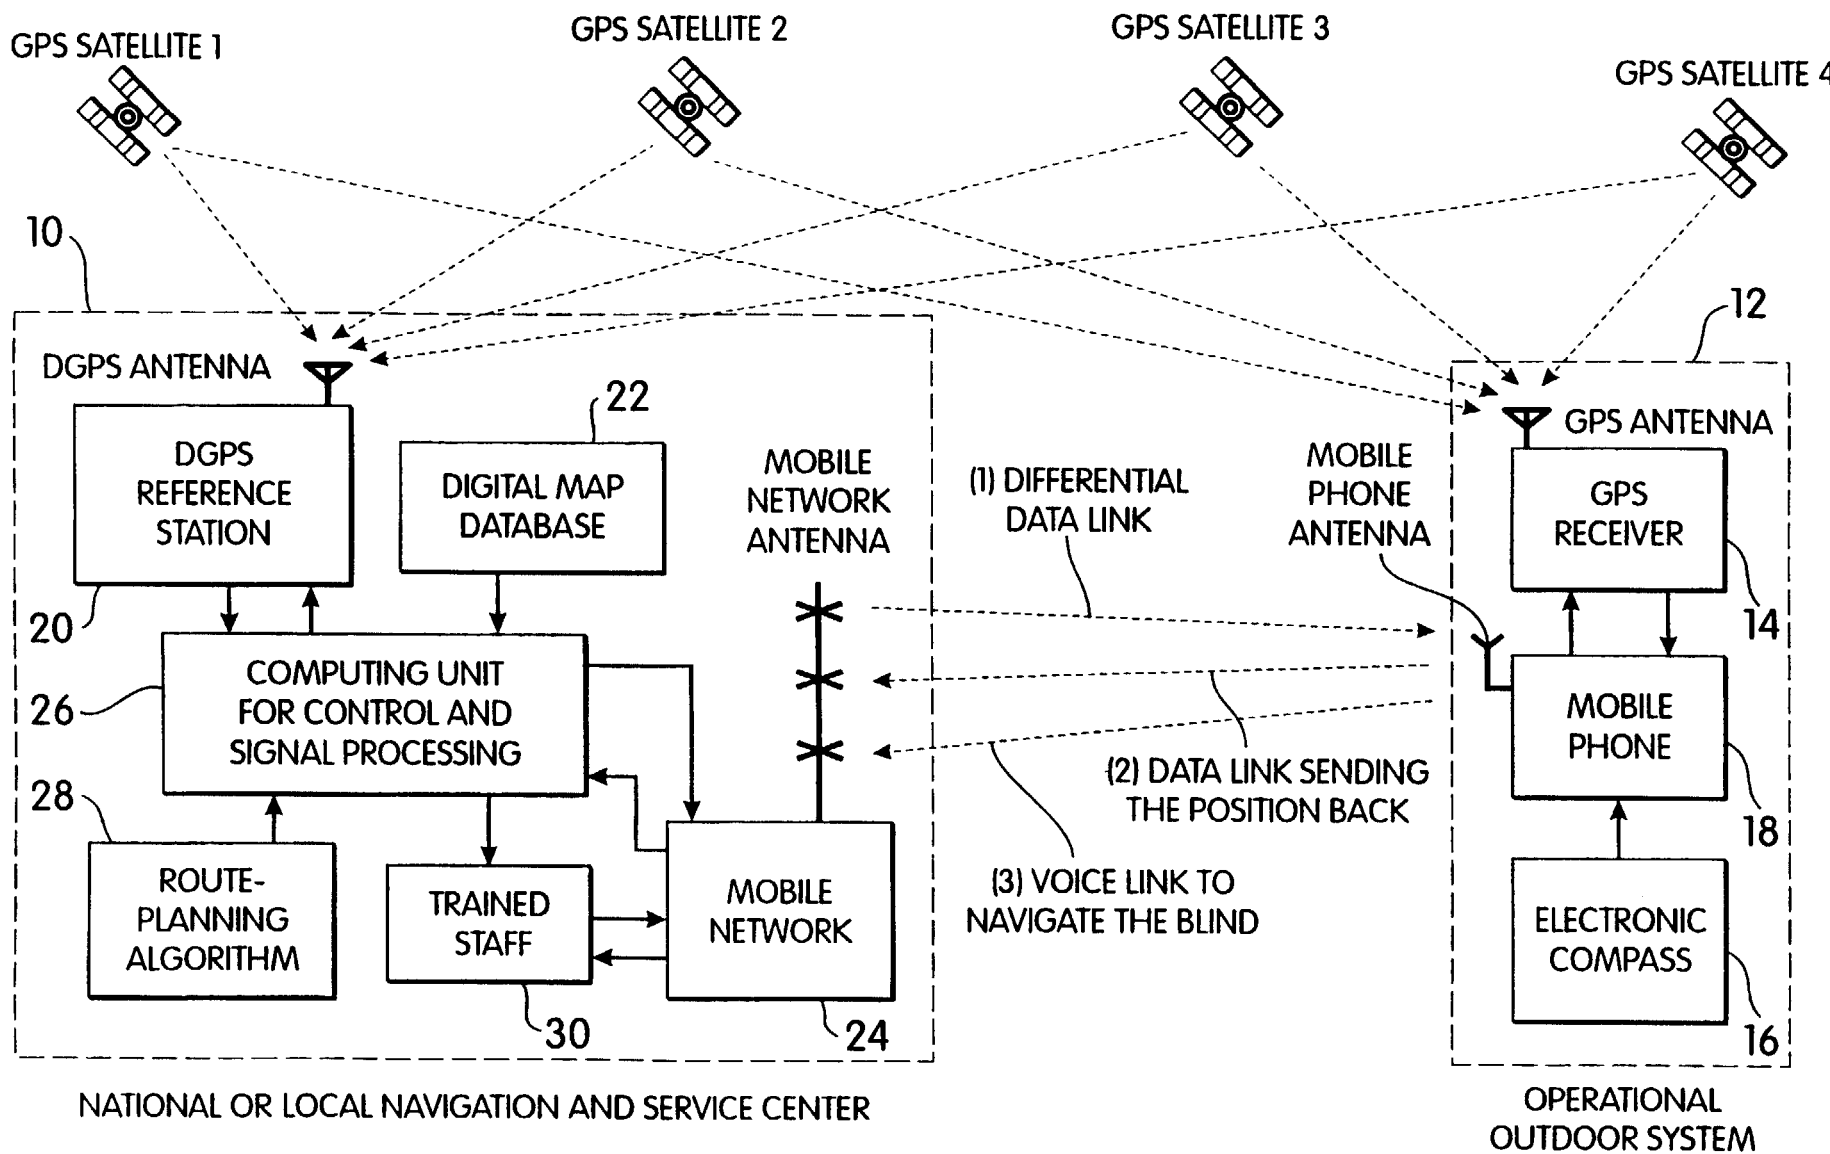 GPS SATELLITE 1
GPS SATELLITE 2
GPS SATELLITE 3
GPS SATELLITE 4
10
12
DGPS ANTENNA
DGPS
REFERENCE
STATION
20
22
DIGITAL MAP
DATABASE
MOBILE
NETWORK
ANTENNA
COMPUTING UNIT
FOR CONTROL AND
SIGNAL PROCESSING
26
28
ROUTE-
PLANNING
ALGORITHM
TRAINED
STAFF
30
MOBILE
NETWORK
24
NATIONAL OR LOCAL NAVIGATION AND SERVICE CENTER
(1) DIFFERENTIAL
DATA LINK
(2) DATA LINK SENDING
THE POSITION BACK
(3) VOICE LINK TO
NAVIGATE THE BLIND
MOBILE
PHONE
ANTENNA
GPS ANTENNA
GPS
RECEIVER
14
MOBILE
PHONE
18
ELECTRONIC
COMPASS
16
OPERATIONAL
OUTDOOR SYSTEM